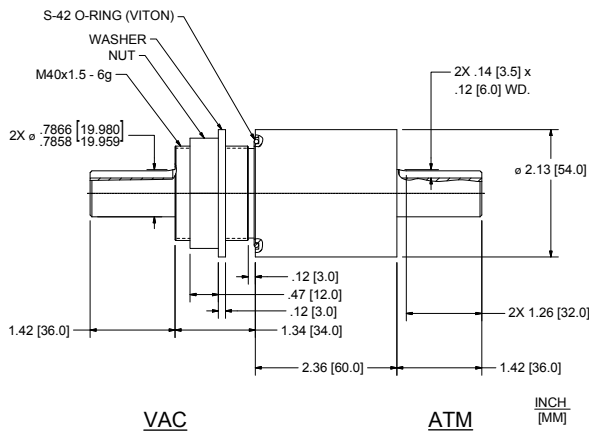 S-42 O-RING (VITON)
WASHER
NUT
M40x1.5 - 6g
2X ø .7866 [19.980]
.7858 [19.959]
2X .14 [3.5] x
.12 [6.0] WD.
ø 2.13 [54.0]
.12 [3.0]
.47 [12.0]
.12 [3.0]
1.42 [36.0]
1.34 [34.0]
2X 1.26 [32.0]
2.36 [60.0]
1.42 [36.0]
VAC
ATM
INCH
[MM]